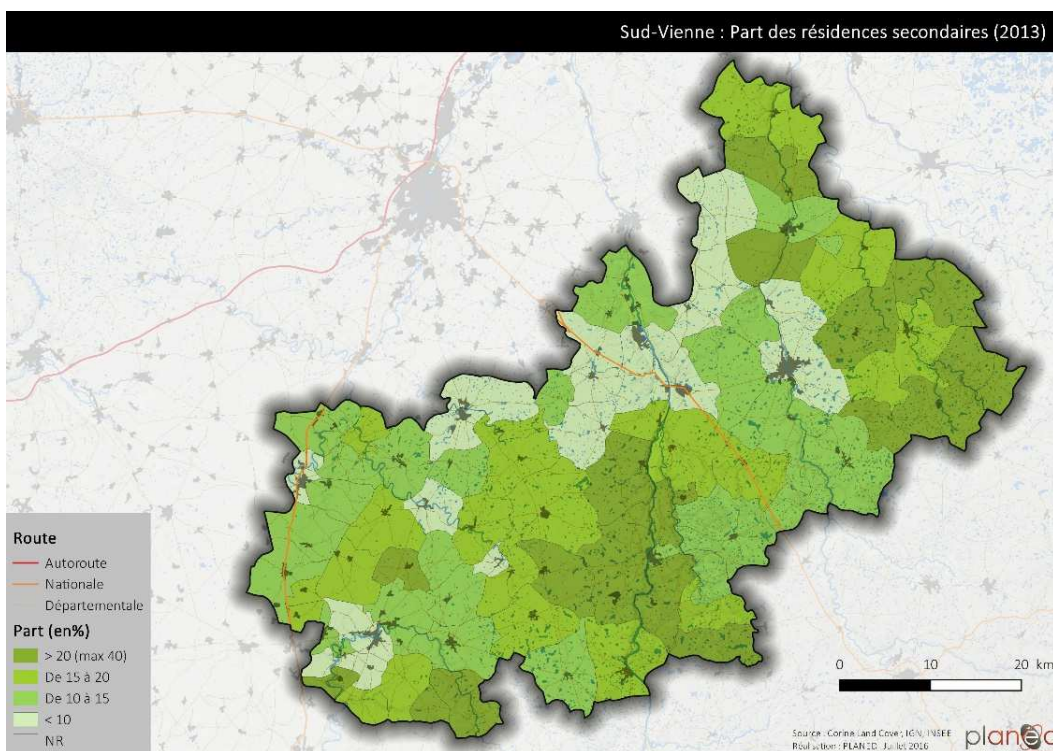 Sud-Vienne : Part des résidences secondaires (2013)
Route
Autoroute
Nationale
Départementale
Part (en%)
> 20 (max 40)
De 15 à 20
De 10 à 15
< 10
NR
0 10 20 km
Source : Corine Land Cover, IGN, INSEE
Réalisation : PLANED, Juillet 2016
planed